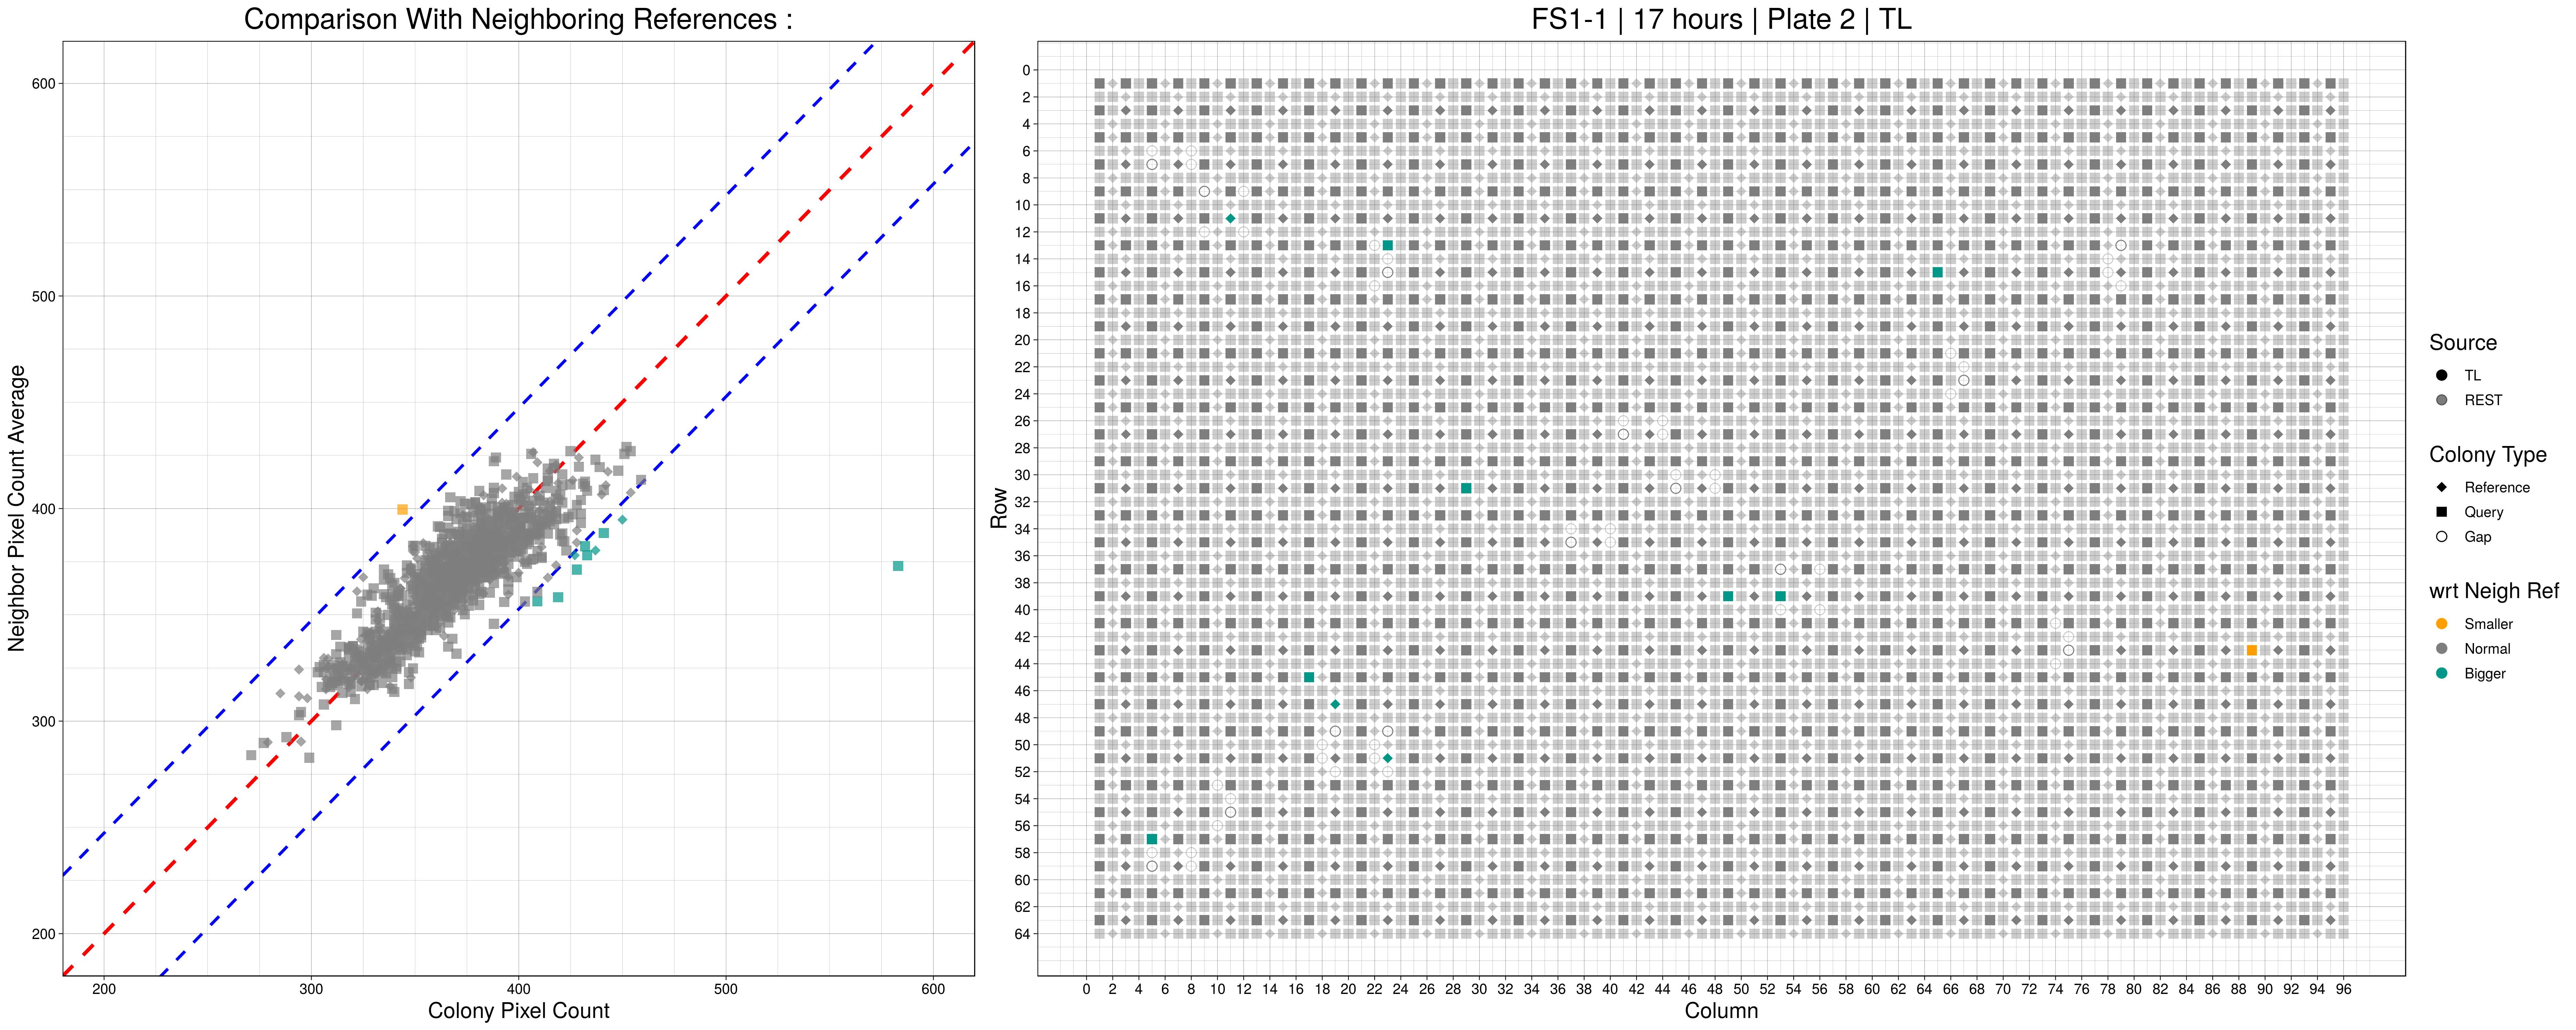 Comparison With Neighboring References :
600
500
400
300
200
Neighbor Pixel Count Average
200 300 400 500 600
Colony Pixel Count
FS1-1 | 17 hours | Plate 2 | TL
0
2
4
6
8
10
12
14
16
18
20
22
24
26
28
30
32
34
36
38
40
42
44
46
48
50
52
54
56
58
60
62
64
Row
0 2 4 6 8 10 12 14 16 18 20 22 24 26 28 30 32 34 36 38 40 42 44 46 48 50 52 54 56 58 60 62 64 66 68 70 72 74 76 78 80 82 84 86 88 90 92 94 96
Column
Source
TL
REST
Colony Type
Reference
Query
Gap
wrt Neigh Ref
Smaller
Normal
Bigger